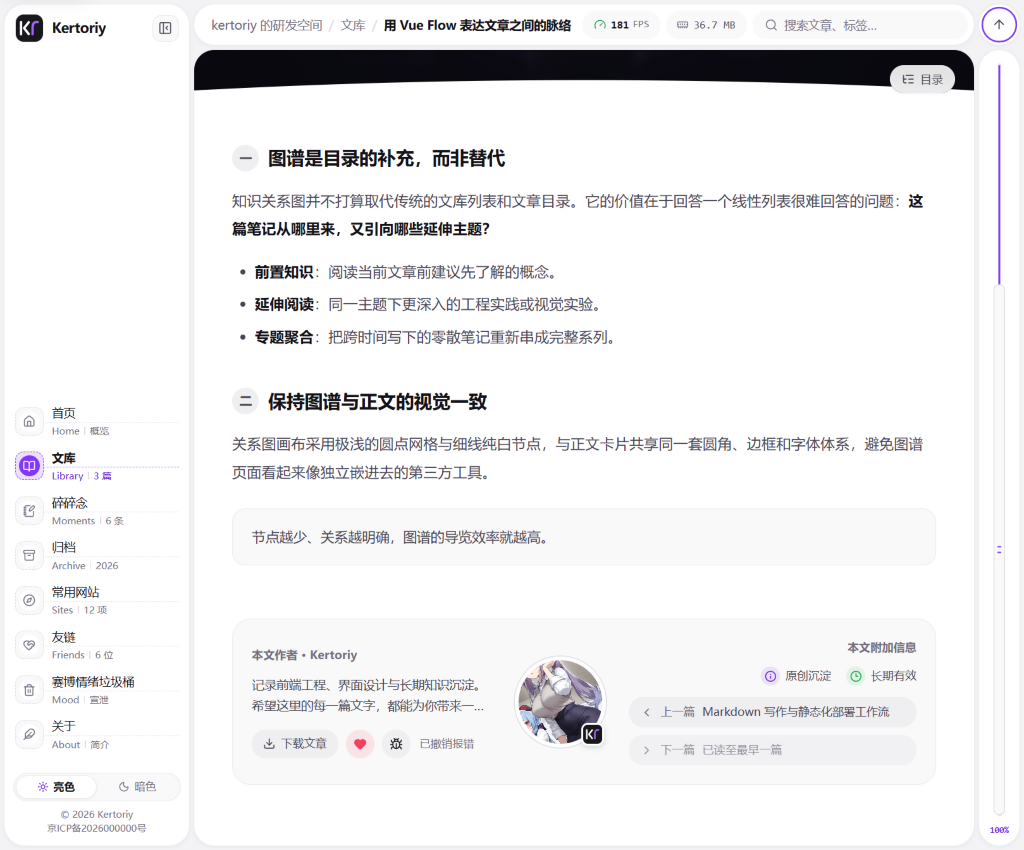 Kertoriy
kertoriy 的研发空间 / 文库 / 用 Vue Flow 表达文章之间的脉络
181 FPS
36.7 MB
搜索文章、标签...
目录
一 图谱是目录的补充，而非替代
知识关系图并不打算取代传统的文库列表和文章目录。它的价值在于回答一个线性列表很难回答的问题：这
篇笔记从哪里来，又引向哪些延伸主题？
• 前置知识：阅读当前文章前建议先了解的概念。
• 延伸阅读：同一主题下更深入的工程实践或视觉实验。
• 专题聚合：把跨时间写下的零散笔记重新串成完整系列。
二 保持图谱与正文的视觉一致
关系图画布采用极浅的圆点网格与细线纯白节点，与正文卡片共享同一套圆角、边框和字体体系，避免图谱
页面看起来像独立嵌进去的第三方工具。
节点越少、关系越明确，图谱的导览效率就越高。
本文作者 • Kertoriy
记录前端工程、界面设计与长期知识沉淀。
希望这里的每一篇文字，都能为你带来一...
下载文章
已撤销报错
Kr
本文附加信息
原创沉淀
长期有效
上一篇 Markdown 写作与静态化部署工作流
下一篇 已读至最早一篇
首页
Home | 概览
文库
Library | 3 篇
碎碎念
Moments | 6 条
归档
Archive | 2026
常用网站
Sites | 12 项
友链
Friends | 6 位
赛博情绪垃圾桶
Mood | 宣泄
关于
About | 简介
亮色
暗色
© 2026 Kertoriy
京ICP备2026000000号
100%